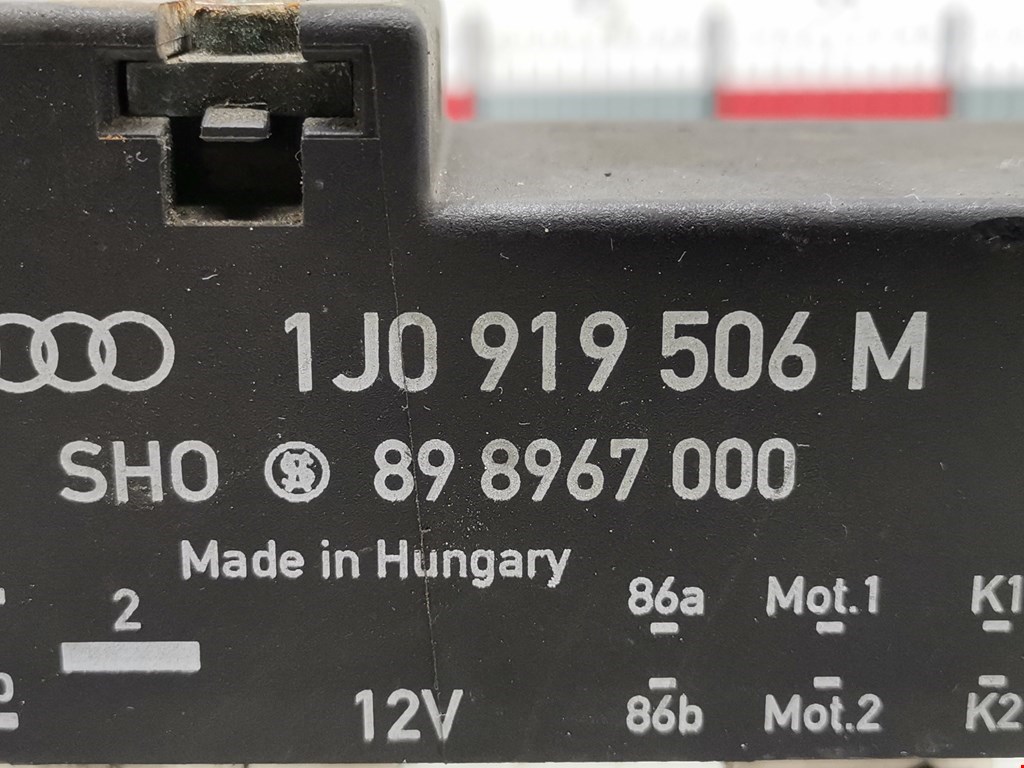 1J0 919 506 M
SHO 89 8967 000
Made in Hungary
2
86a Mot.1 K1
12V
86b Mot.2 K2